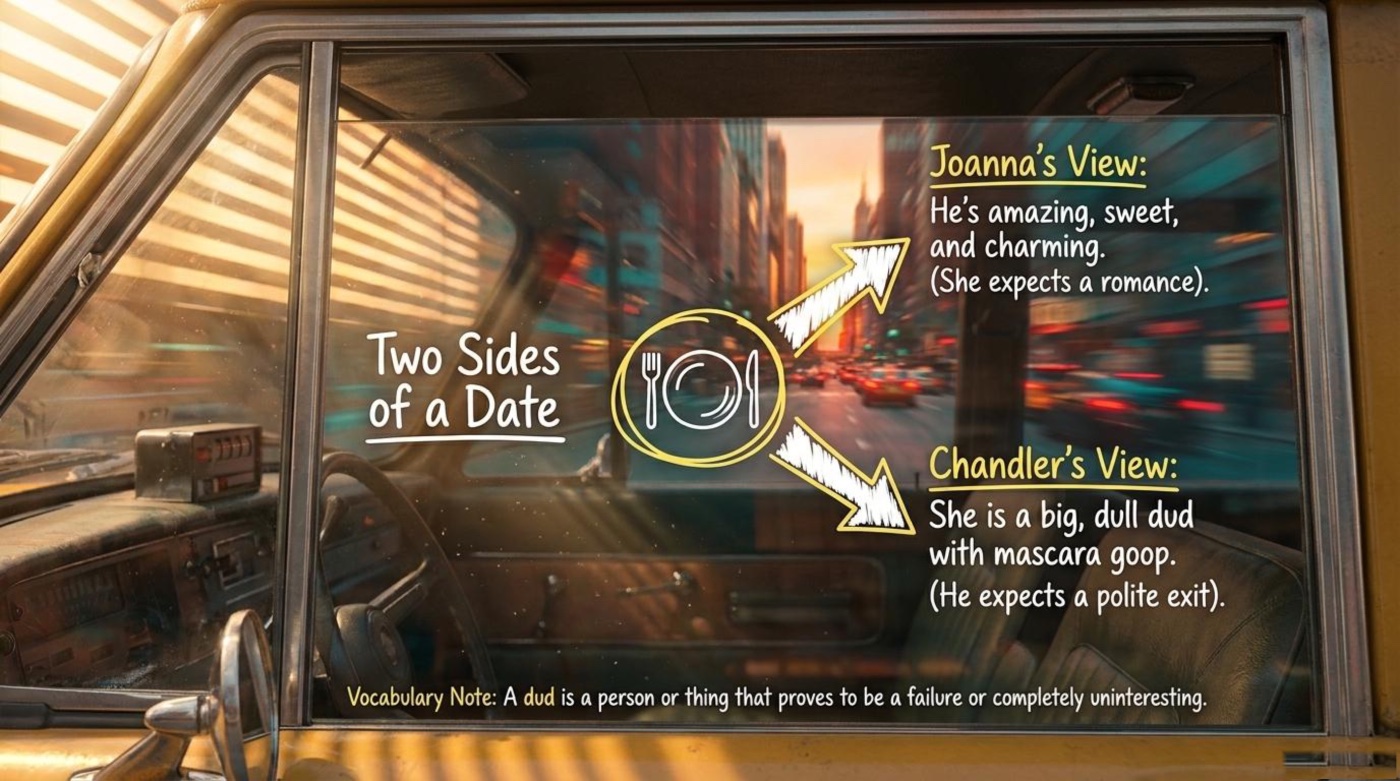 Two Sides
of a Date
Joanna's View:
He's amazing, sweet,
and charming.
(She expects a romance).
Chandler's View:
She is a big, dull dud
with mascara goop.
(He expects a polite exit).
Vocabulary Note: A dud is a person or thing that proves to be a failure or completely uninteresting.